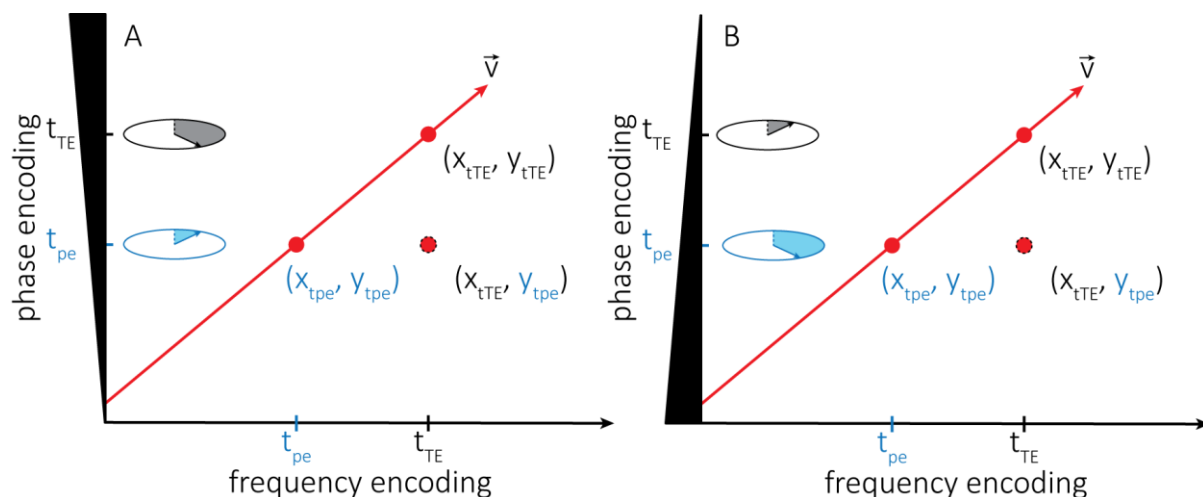 A
v⃗
phase encoding
t_TE
(x_tTE, y_tTE)
t_pe
(x_tpe, y_tpe)
(x_tTE, y_tpe)
t_pe
t_TE
frequency encoding
B
v⃗
phase encoding
t_TE
(x_tTE, y_tTE)
t_pe
(x_tpe, y_tpe)
(x_tTE, y_tpe)
t_pe
t_TE
frequency encoding